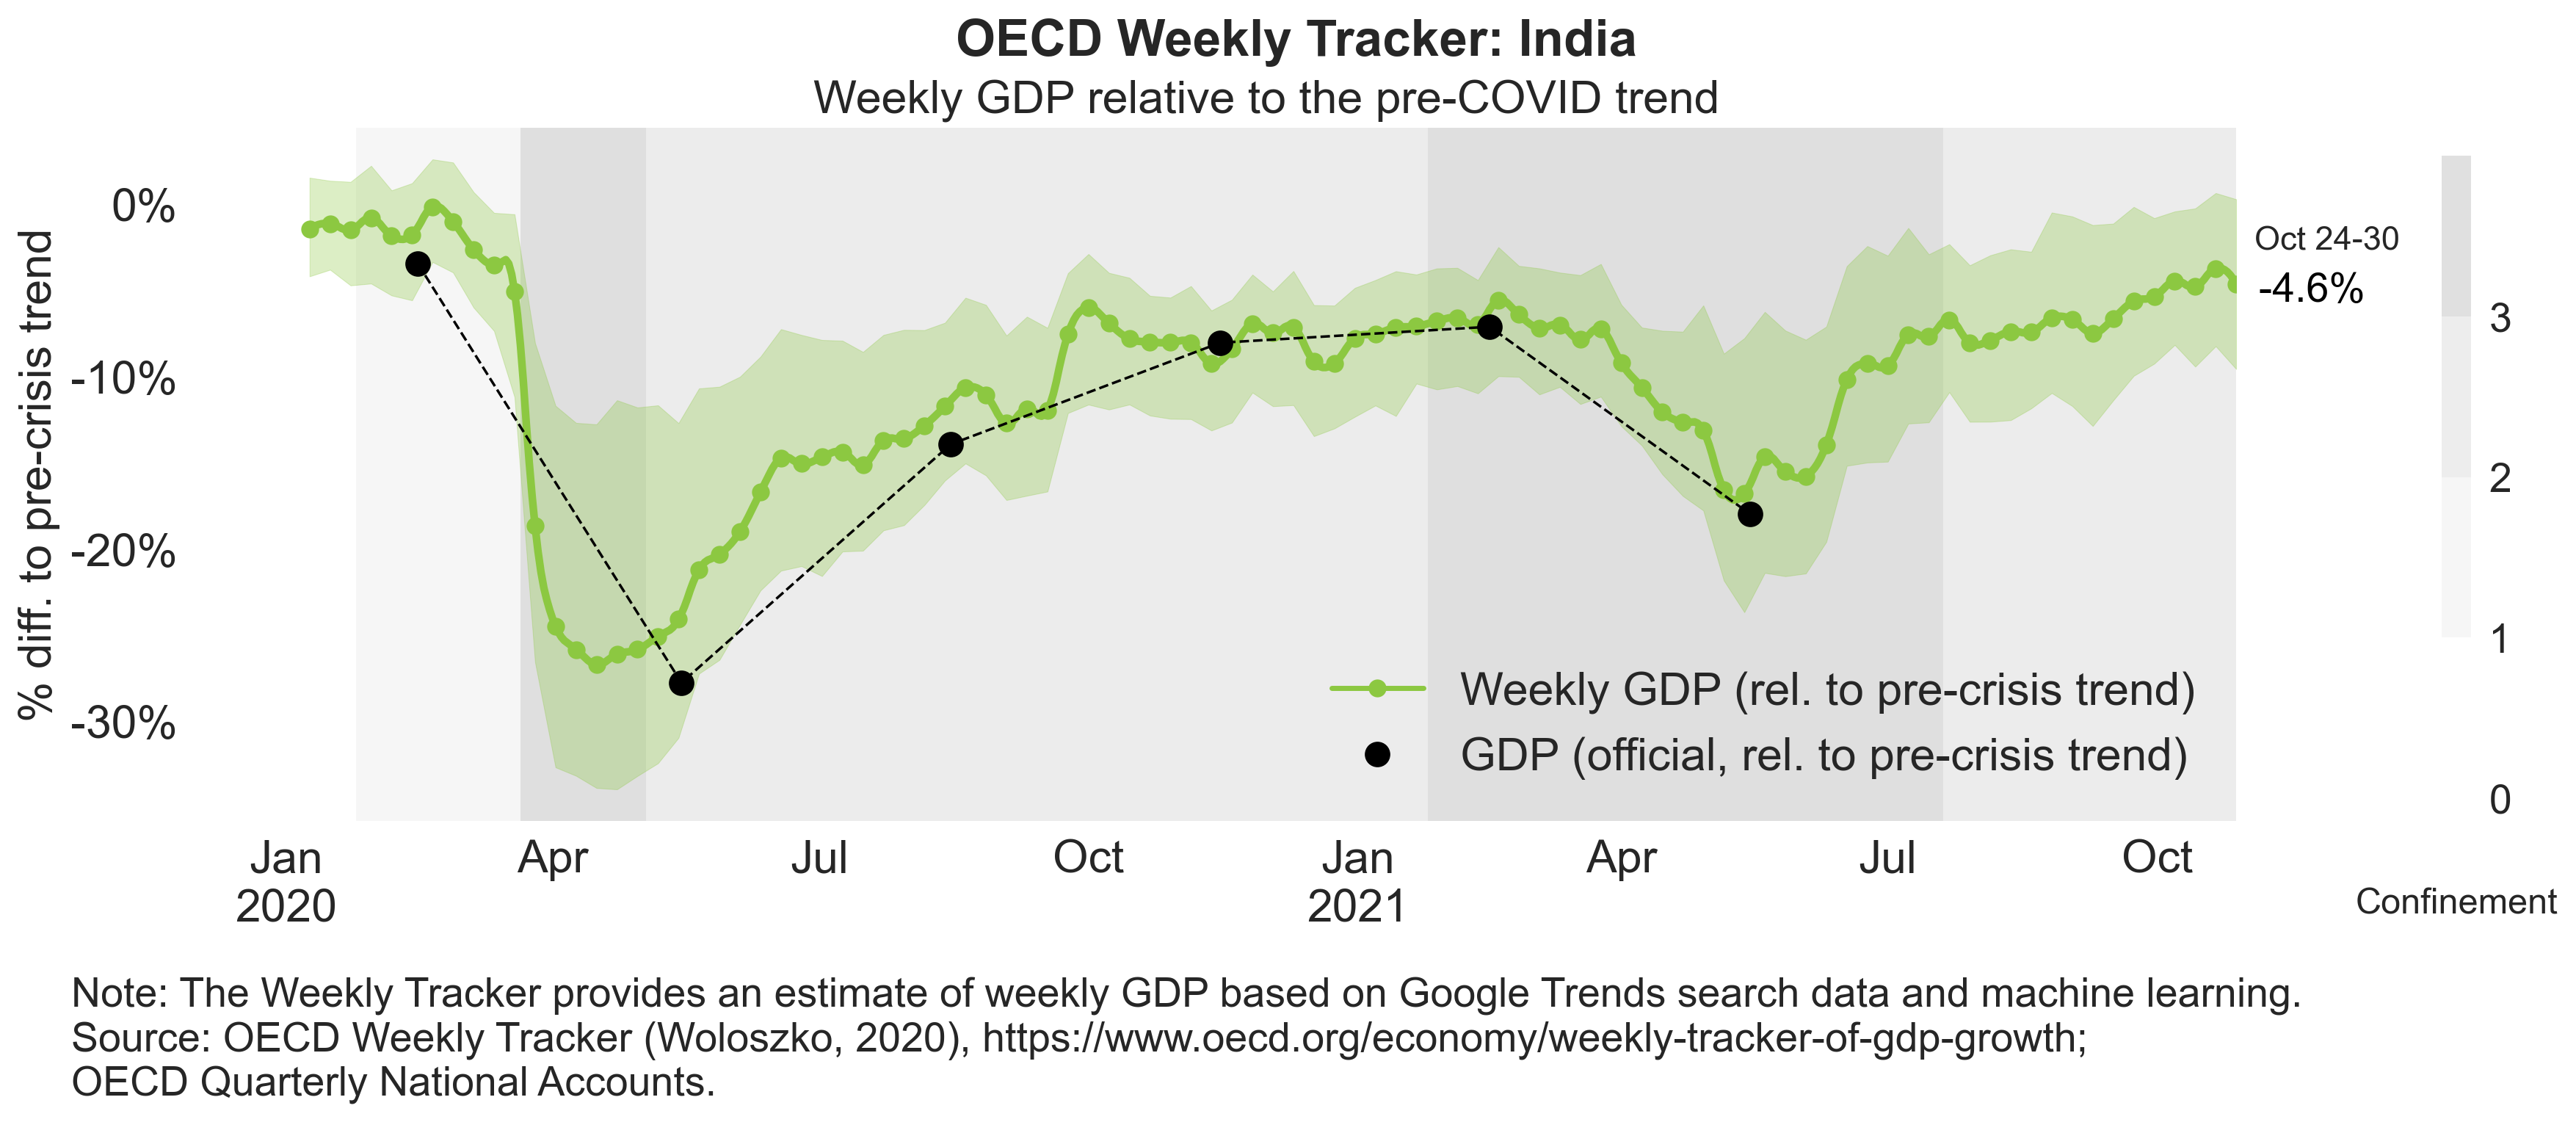 OECD Weekly Tracker: India
Weekly GDP relative to the pre-COVID trend
% diff. to pre-crisis trend
0%
-10%
-20%
-30%
Oct 24-30
-4.6%
3
2
1
0
Confinement
Weekly GDP (rel. to pre-crisis trend)
GDP (official, rel. to pre-crisis trend)
Jan Apr Jul Oct Jan Apr Jul Oct
2020 2021
Note: The Weekly Tracker provides an estimate of weekly GDP based on Google Trends search data and machine learning.
Source: OECD Weekly Tracker (Woloszko, 2020), https://www.oecd.org/economy/weekly-tracker-of-gdp-growth;
OECD Quarterly National Accounts.